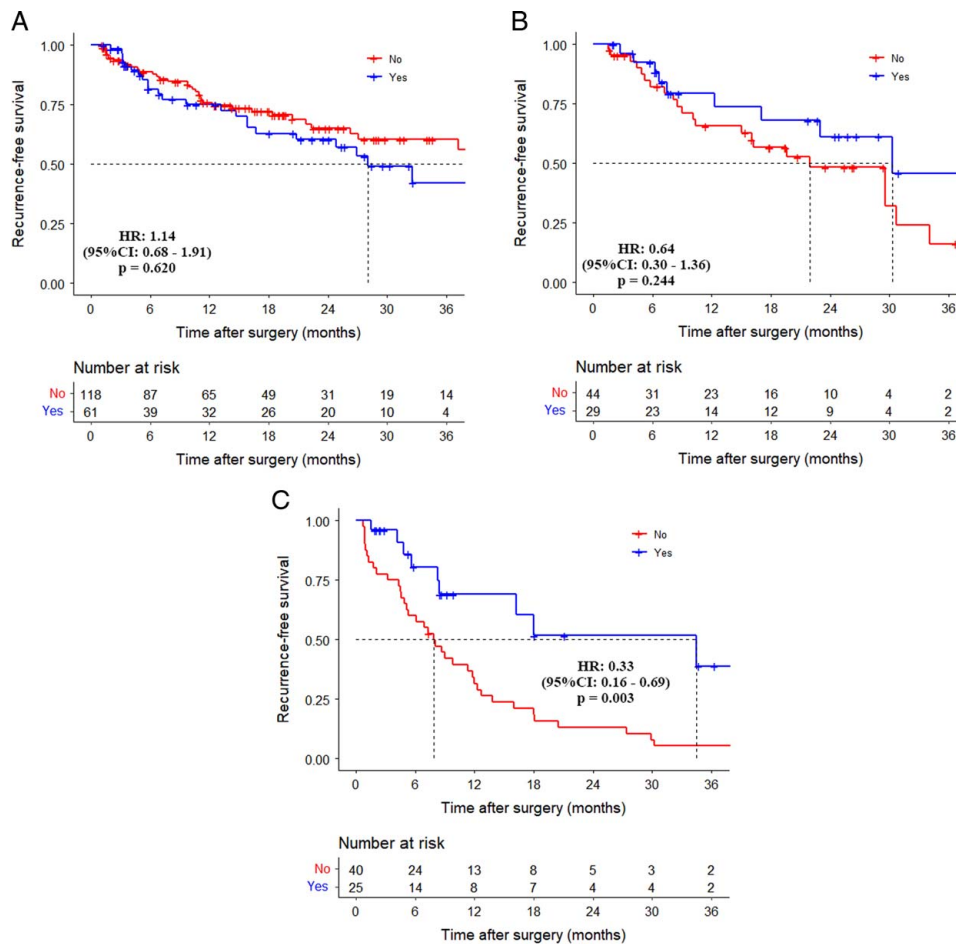 A
Recurrence-free survival
1.00
0.75
0.50
0.25
0.00
No
Yes
HR: 1.14
(95%CI: 0.68 - 1.91)
p = 0.620
0 6 12 18 24 30 36
Time after surgery (months)
Number at risk
No 118 87 65 49 31 19 14
Yes 61 39 32 26 20 10 4
0 6 12 18 24 30 36
Time after surgery (months)
B
Recurrence-free survival
1.00
0.75
0.50
0.25
0.00
No
Yes
HR: 0.64
(95%CI: 0.30 - 1.36)
p = 0.244
0 6 12 18 24 30 36
Time after surgery (months)
Number at risk
No 44 31 23 16 10 4 2
Yes 29 23 14 12 9 4 2
0 6 12 18 24 30 36
Time after surgery (months)
C
Recurrence-free survival
1.00
0.75
0.50
0.25
0.00
No
Yes
HR: 0.33
(95%CI: 0.16 - 0.69)
p = 0.003
0 6 12 18 24 30 36
Time after surgery (months)
Number at risk
No 40 24 13 8 5 3 2
Yes 25 14 8 7 4 4 2
0 6 12 18 24 30 36
Time after surgery (months)